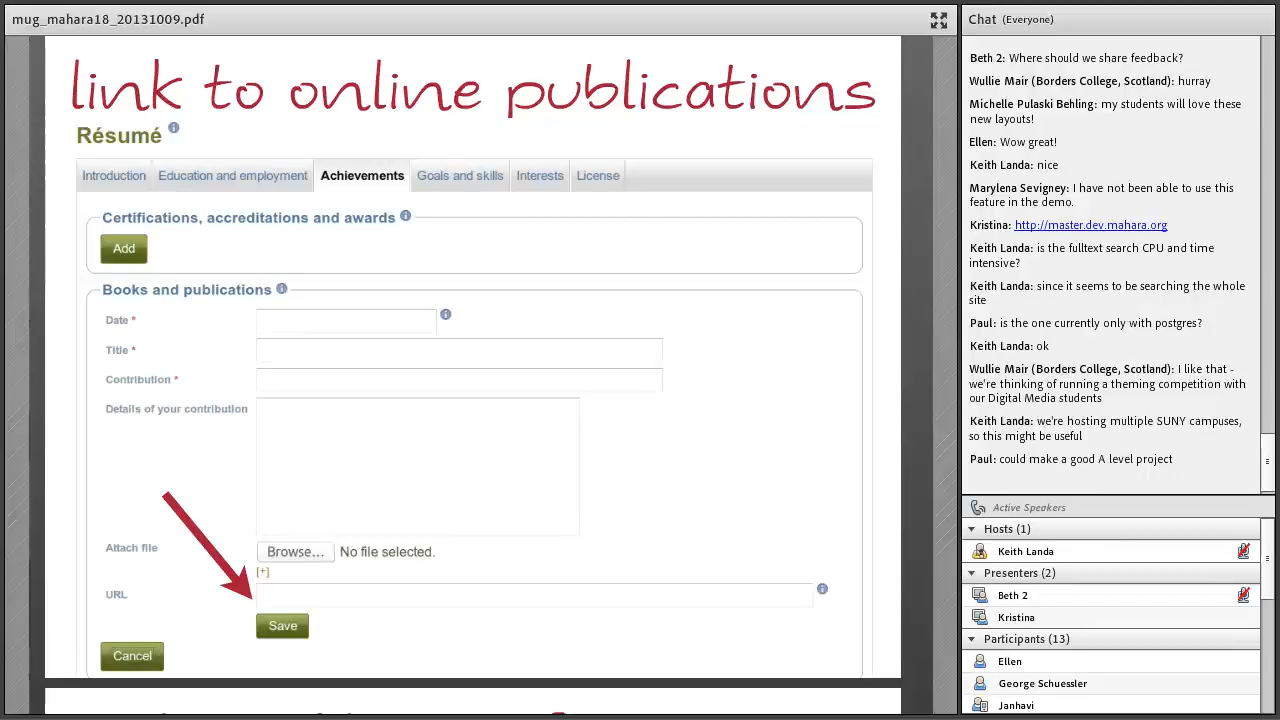 mug_mahara18_20131009.pdf
link to online publications
Résumé
Introduction
Education and employment
Achievements
Goals and skills
Interests
License
Certifications, accreditations and awards
Add
Books and publications
Date *
Title *
Contribution *
Details of your contribution
Attach file
Browse... No file selected.
[+]
URL
Save
Cancel
Chat (Everyone)
Beth 2: Where should we share feedback?
Wullie Mair (Borders College, Scotland): hurray
Michelle Pulaski Behling: my students will love these
new layouts!
Ellen: Wow great!
Keith Landa: nice
Marylena Sevigney: I have not been able to use this
feature in the demo.
Kristina: http://master.dev.mahara.org
Keith Landa: is the fulltext search CPU and time
intensive?
Keith Landa: since it seems to be searching the whole
site
Paul: is the one currently only with postgres?
Keith Landa: ok
Wullie Mair (Borders College, Scotland): I like that -
we're thinking of running a theming competition with
our Digital Media students
Keith Landa: we're hosting multiple SUNY campuses,
so this might be useful
Paul: could make a good A level project
Active Speakers
Hosts (1)
Keith Landa
Presenters (2)
Beth 2
Kristina
Participants (13)
Ellen
George Schuessler
Janhavi